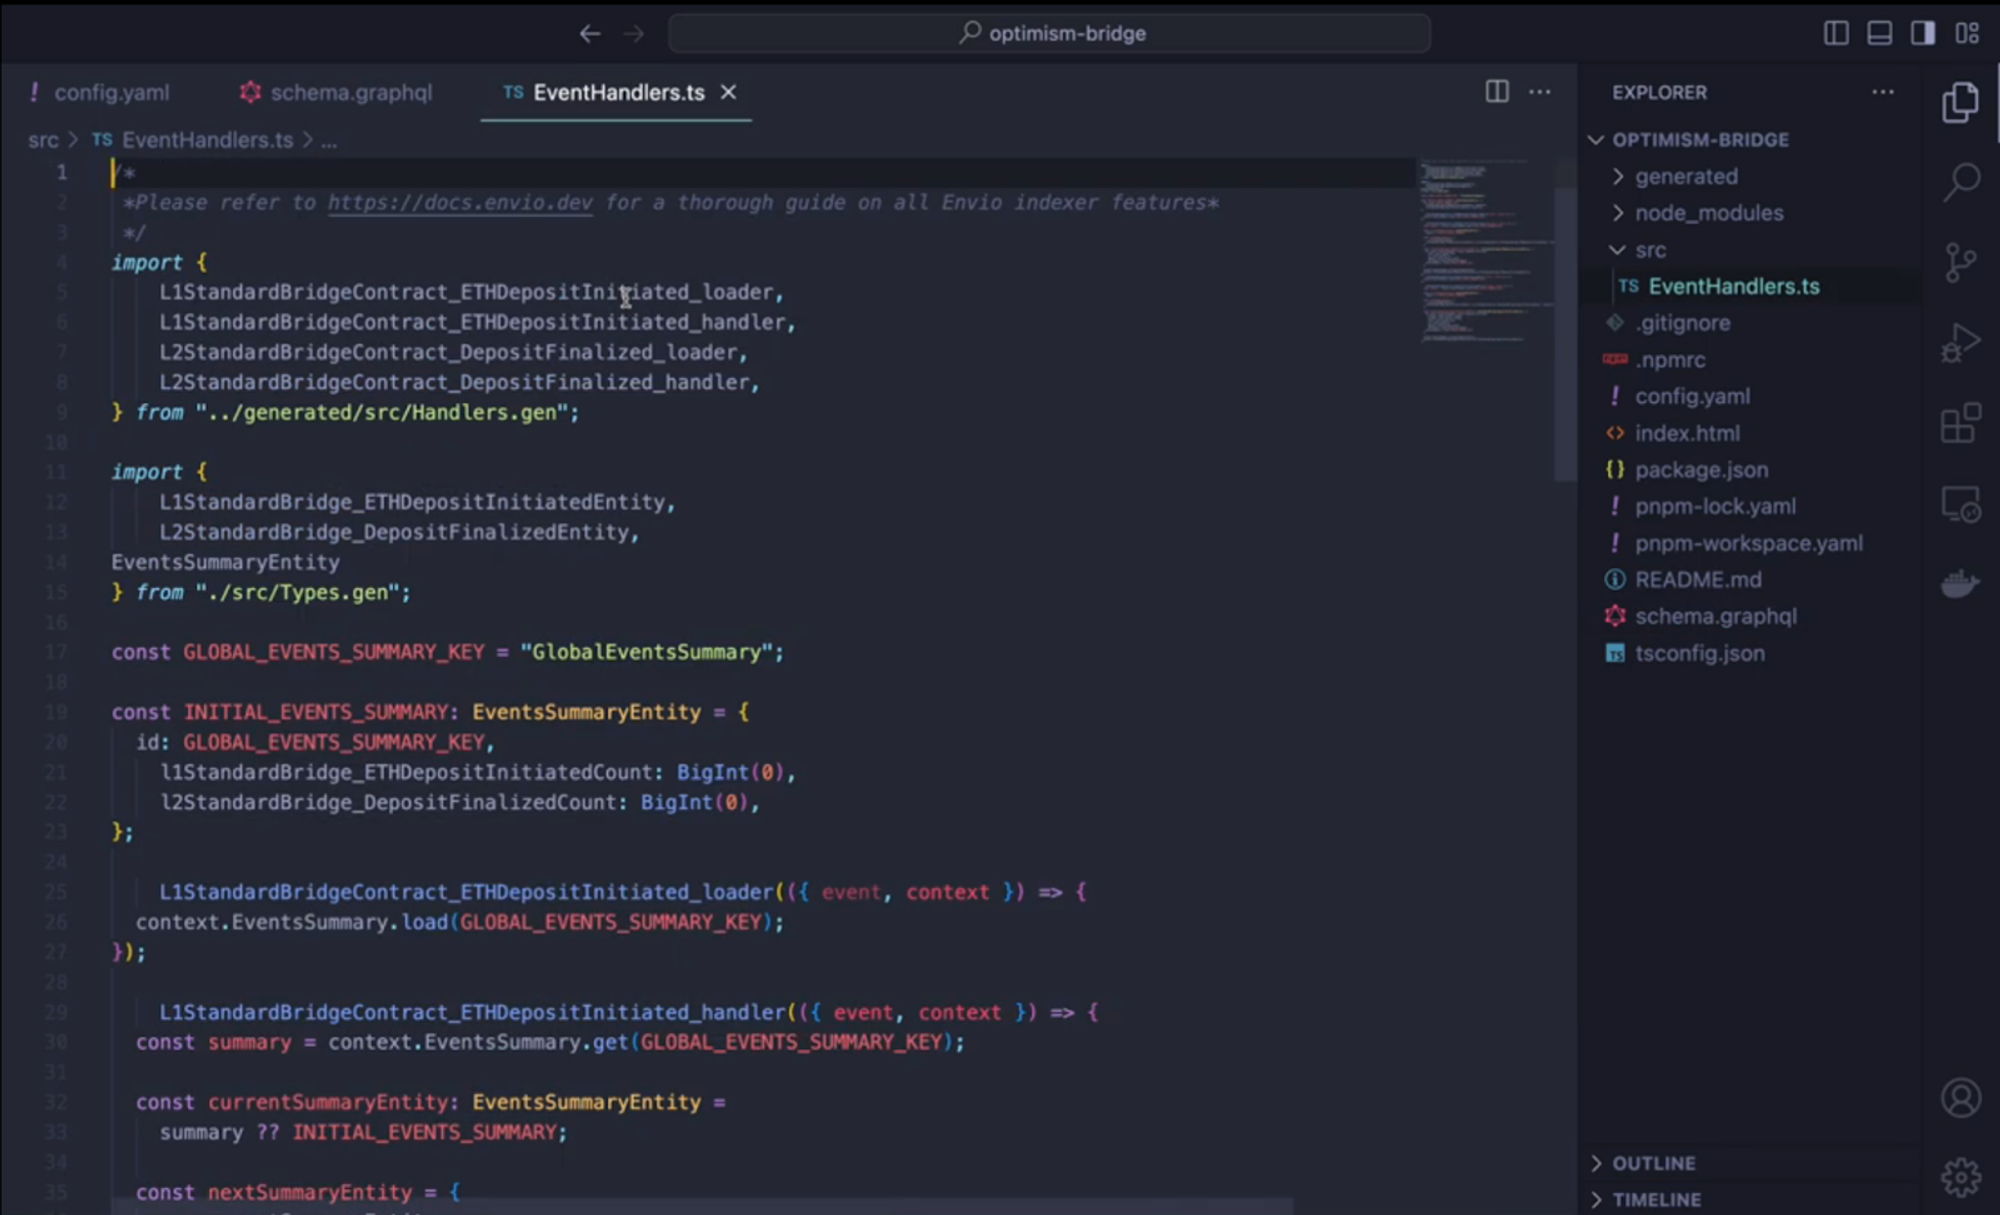 optimism-bridge
config.yaml
schema.graphql
TS EventHandlers.ts
src > TS EventHandlers.ts > ...
1 /*
2 *Please refer to https://docs.envio.dev for a thorough guide on all Envio indexer features*
3 */
4 import {
5 L1StandardBridgeContract_ETHDepositInitiated_loader,
6 L1StandardBridgeContract_ETHDepositInitiated_handler,
7 L2StandardBridgeContract_DepositFinalized_loader,
8 L2StandardBridgeContract_DepositFinalized_handler,
9 } from "../generated/src/Handlers.gen";
10
11 import {
12 L1StandardBridge_ETHDepositInitiatedEntity,
13 L2StandardBridge_DepositFinalizedEntity,
14 EventsSummaryEntity
15 } from "./src/Types.gen";
16
17 const GLOBAL_EVENTS_SUMMARY_KEY = "GlobalEventsSummary";
18
19 const INITIAL_EVENTS_SUMMARY: EventsSummaryEntity = {
20 id: GLOBAL_EVENTS_SUMMARY_KEY,
21 l1StandardBridge_ETHDepositInitiatedCount: BigInt(0),
22 l2StandardBridge_DepositFinalizedCount: BigInt(0),
23 };
24
25 L1StandardBridgeContract_ETHDepositInitiated_loader(({ event, context }) => {
26 context.EventsSummary.load(GLOBAL_EVENTS_SUMMARY_KEY);
27 });
28
29 L1StandardBridgeContract_ETHDepositInitiated_handler(({ event, context }) => {
30 const summary = context.EventsSummary.get(GLOBAL_EVENTS_SUMMARY_KEY);
31
32 const currentSummaryEntity: EventsSummaryEntity =
33 summary ?? INITIAL_EVENTS_SUMMARY;
34
35 const nextSummaryEntity = {
EXPLORER
OPTIMISM-BRIDGE
generated
node_modules
src
TS EventHandlers.ts
.gitignore
.npmrc
config.yaml
index.html
package.json
pnpm-lock.yaml
pnpm-workspace.yaml
README.md
schema.graphql
TS tsconfig.json
OUTLINE
TIMELINE